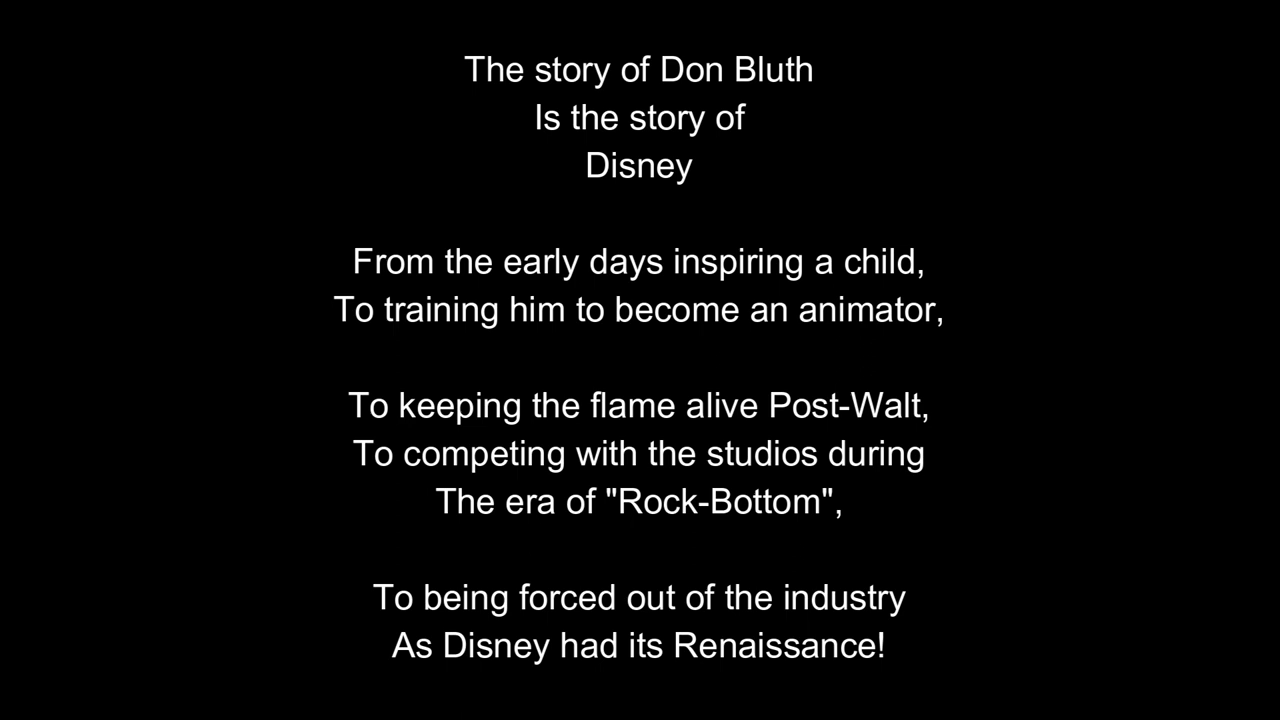 The story of Don Bluth
Is the story of
Disney
From the early days inspiring a child,
To training him to become an animator,
To keeping the flame alive Post-Walt,
To competing with the studios during
The era of "Rock-Bottom",
To being forced out of the industry
As Disney had its Renaissance!